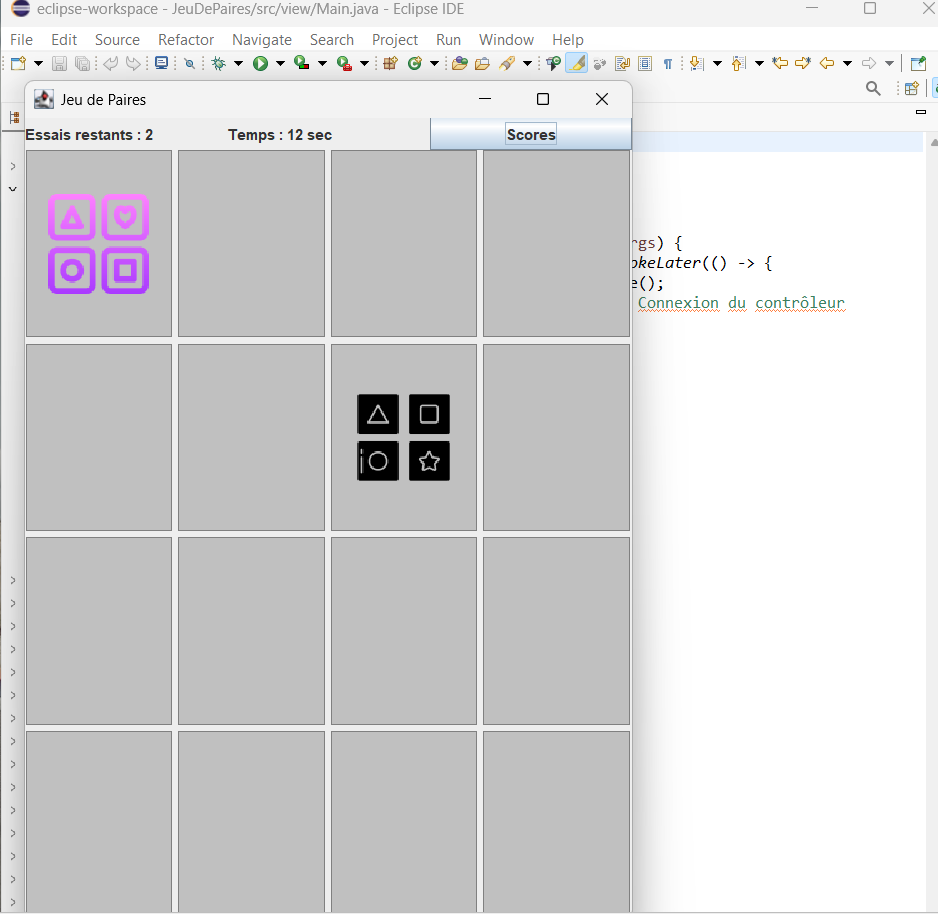 eclipse-workspace - JeuDePaires/src/view/Main.java - Eclipse IDE
File Edit Source Refactor Navigate Search Project Run Window Help
Jeu de Paires
Essais restants : 2 Temps : 12 sec Scores
rgs) {
okeLater(() -> {
e();
Connexion du contrôleur